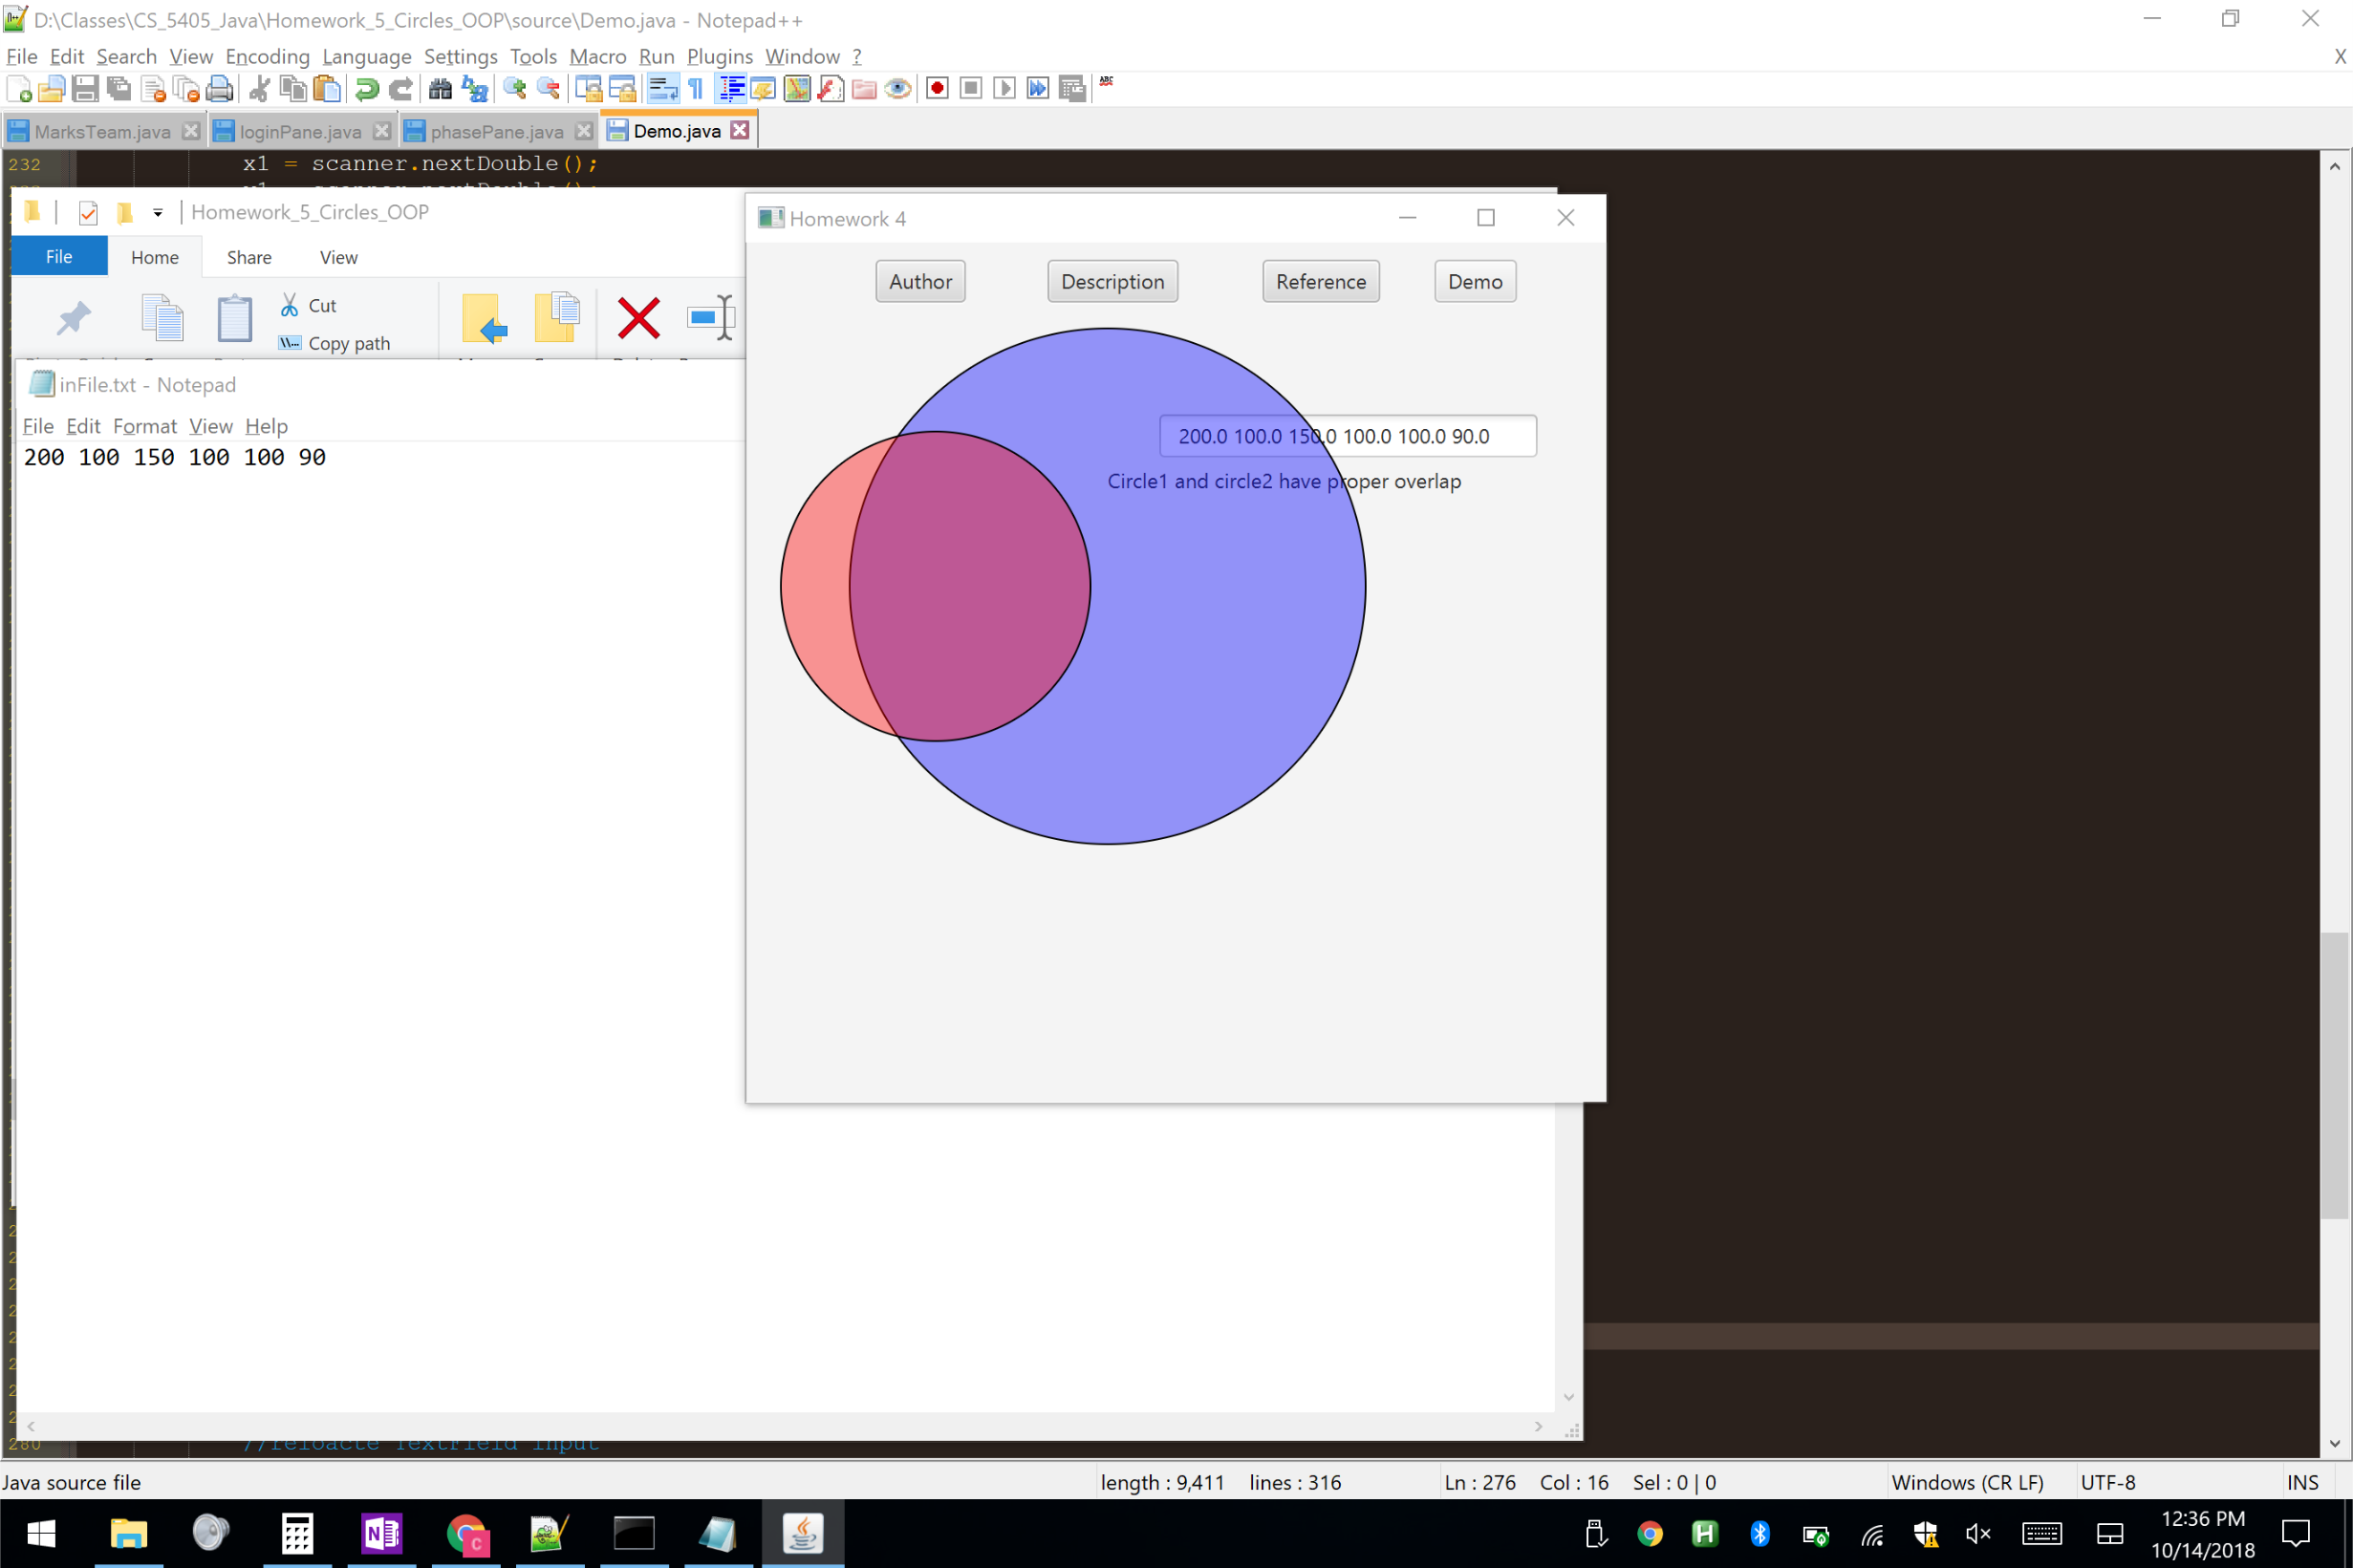 D:\Classes\CS_5405_Java\Homework_5_Circles_OOP\source\Demo.java - Notepad++
File Edit Search View Encoding Language Settings Tools Macro Run Plugins Window ?
X
ABC
MarksTeam.java loginPane.java phasePane.java Demo.java
232 x1 = scanner.nextDouble();
Homework_5_Circles_OOP
File Home Share View
Cut
Copy path
inFile.txt - Notepad
File Edit Format View Help
200 100 150 100 100 90
Homework 4
Author Description Reference Demo
200.0 100.0 150.0 100.0 100.0 90.0
Circle1 and circle2 have proper overlap
280 //reloacte TextField input
Java source file length : 9,411 lines : 316 Ln : 276 Col : 16 Sel : 0 | 0 Windows (CR LF) UTF-8 INS
12:36 PM
10/14/2018